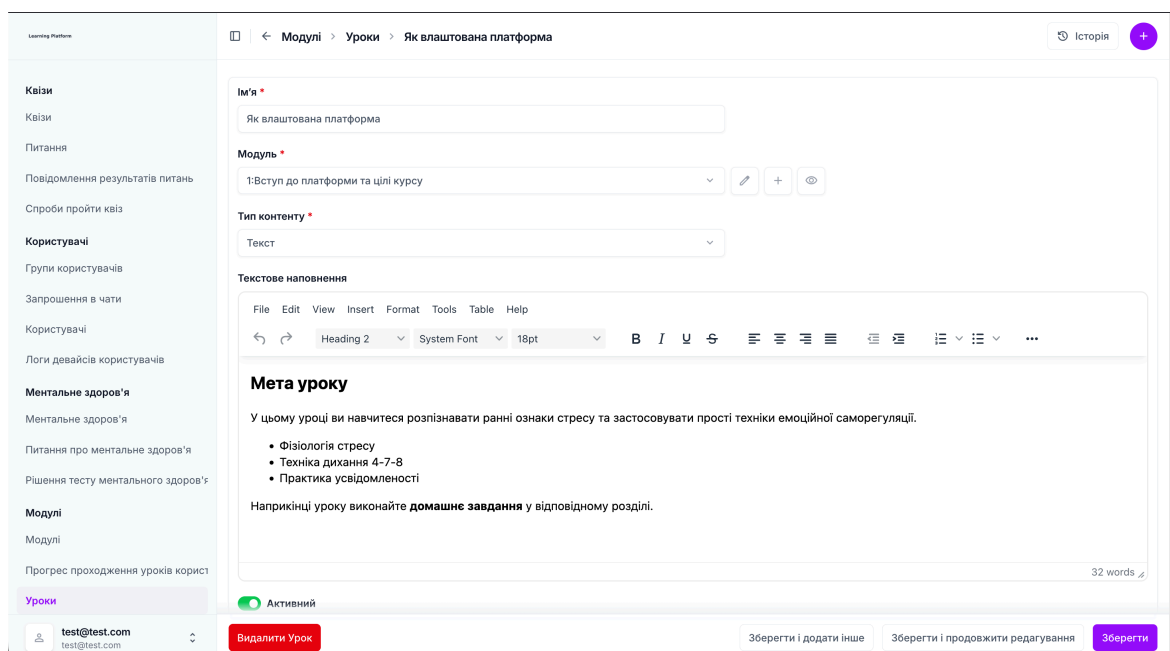 Learning Platform
Модулі > Уроки > Як влаштована платформа
Історія
+
Квізи
Квізи
Питання
Повідомлення результатів питань
Спроби пройти квіз
Користувачі
Групи користувачів
Запрошення в чати
Користувачі
Логи девайсів користувачів
Ментальне здоров'я
Ментальне здоров'я
Питання про ментальне здоров'я
Рішення тесту ментального здоров'я
Модулі
Модулі
Прогрес проходження уроків корист
Уроки
test@test.com
test@test.com
Ім'я *
Як влаштована платформа
Модуль *
1:Вступ до платформи та цілі курсу
Тип контенту *
Текст
Текстове наповнення
File Edit View Insert Format Tools Table Help
Heading 2 System Font 18pt B I U S
Мета уроку
У цьому уроці ви навчитеся розпізнавати ранні ознаки стресу та застосовувати прості техніки емоційної саморегуляції.
• Фізіологія стресу
• Техніка дихання 4-7-8
• Практика усвідомленості
Наприкінці уроку виконайте домашнє завдання у відповідному розділі.
32 words
Активний
Видалити Урок
Зберегти і додати інше
Зберегти і продовжити редагування
Зберегти